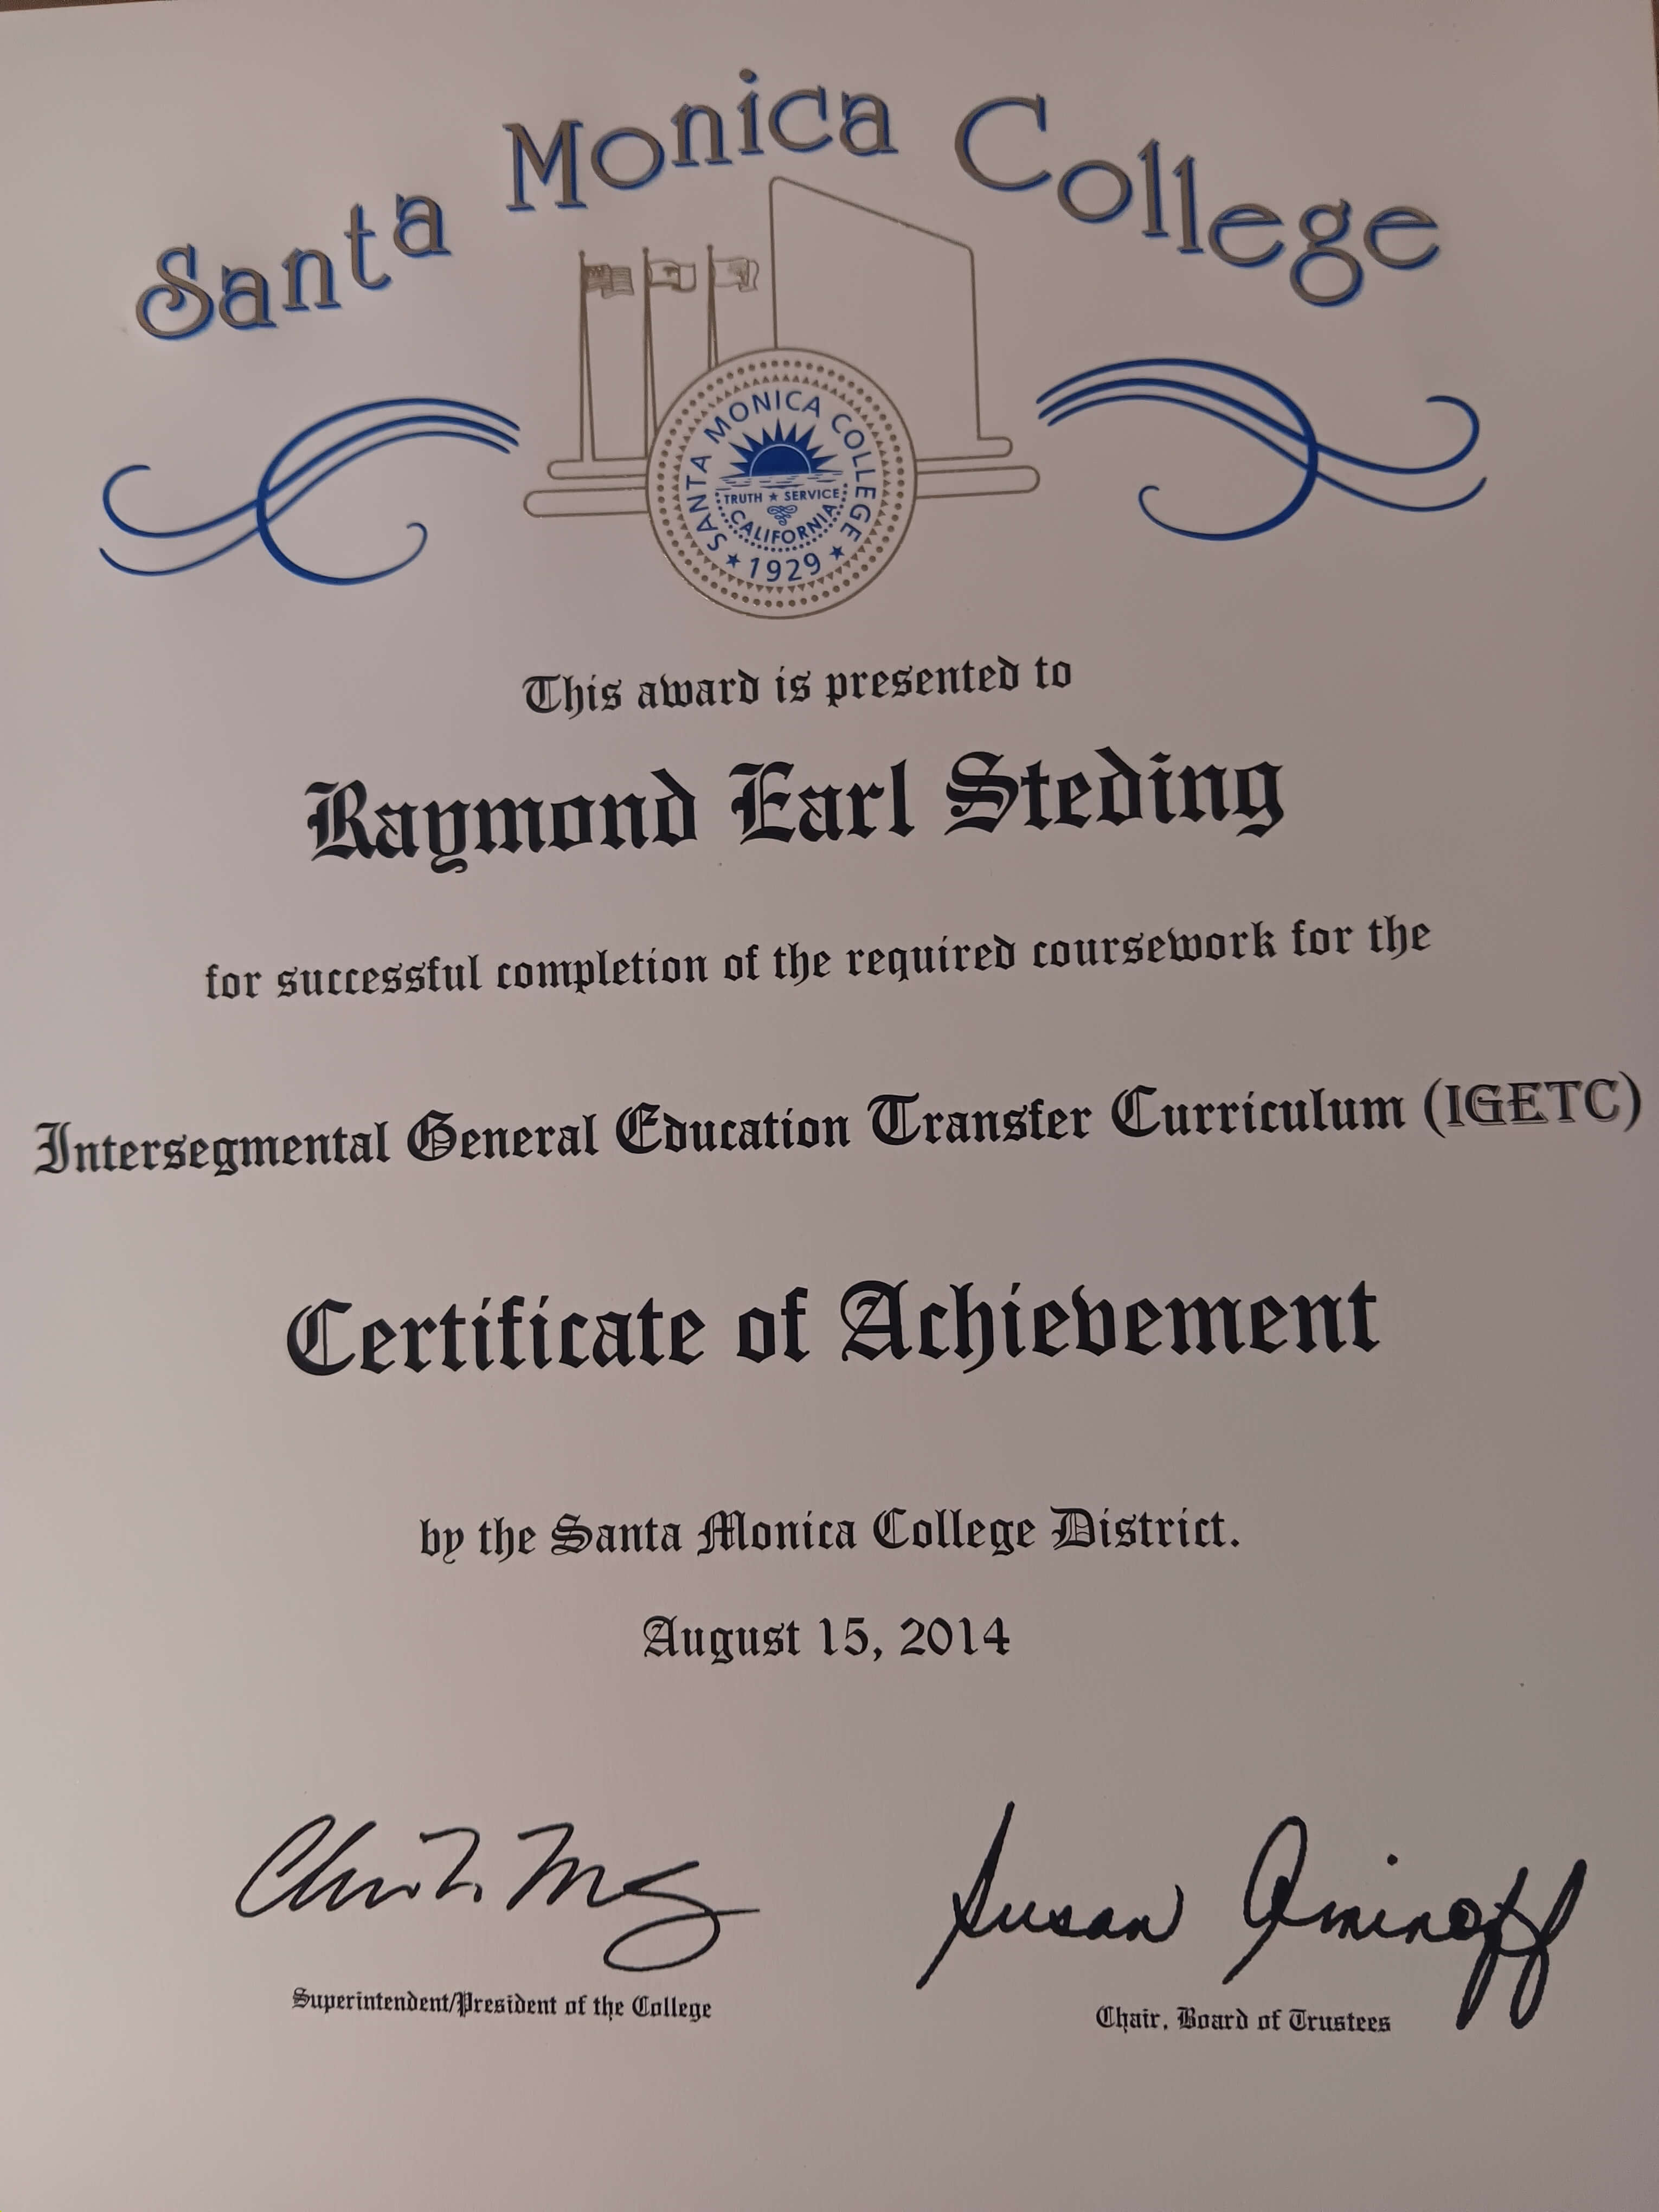 Santa Monica College
SANTA MONICA COLLEGE
TRUTH ★ SERVICE
CALIFORNIA
★ 1929 ★
This award is presented to
Raymond Earl Steding
for successful completion of the required coursework for the
Intersegmental General Education Transfer Curriculum (IGETC)
Certificate of Achievement
by the Santa Monica College District.
August 15, 2014
Susan Aminoff
Superintendent/President of the College
Chair, Board of Trustees